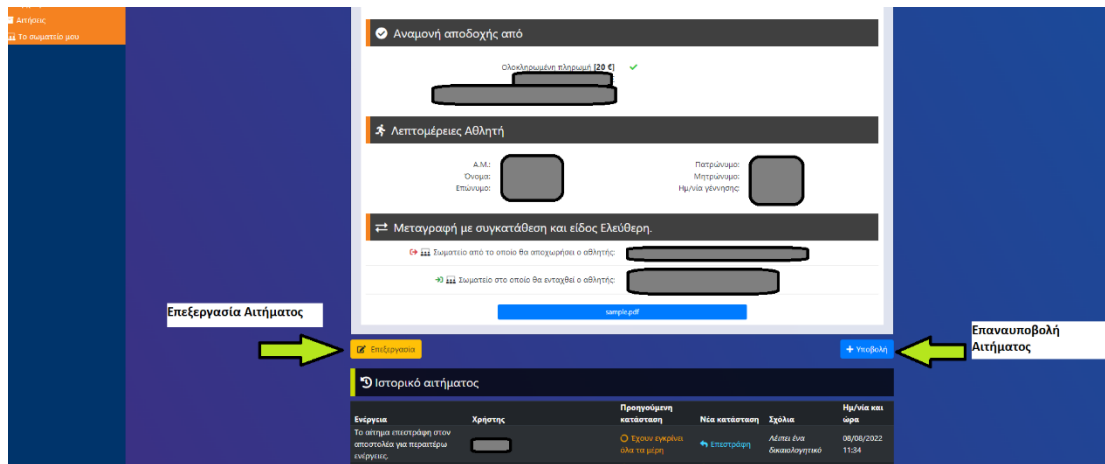 Αιτήσεις
Το σωματείο μου
Αναμονή αποδοχής από
Ολοκληρωμένη πληρωμή [20 €]
Λεπτομέρειες Αθλητή
Α.Μ.:
Όνομα:
Επώνυμο:
Πατρώνυμο:
Μητρώνυμο:
Ημ/νία γέννησης:
Μεταγραφή με συγκατάθεση και είδος Ελεύθερη.
Σωματείο από το οποίο θα αποχωρήσει ο αθλητής:
Σωματείο στο οποίο θα ενταχθεί ο αθλητής:
sample.pdf
Επεξεργασία Αιτήματος
Επεξεργασία
+ Υποβολή
Επαναυποβολή
Αιτήματος
Ιστορικό αιτήματος
Ενέργεια Χρήστης Προηγούμενη κατάσταση Νέα κατάσταση Σχόλια Ημ/νία και ώρα
Το αίτημα επεστράφη στον
αποστολέα για περαιτέρω
ενέργειες.
Έχουν εγκρίνει
όλα τα μέρη
Επεστράφη
Λείπει ένα
δικαιολογητικό
08/08/2022
11:34